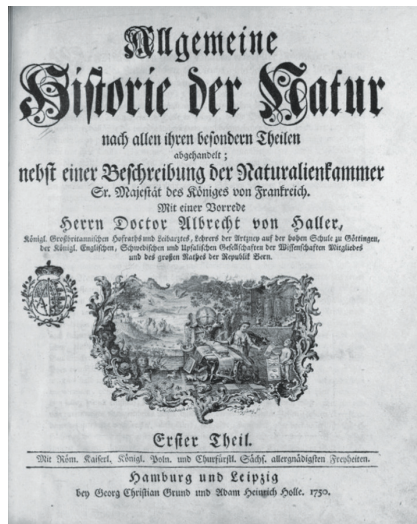 Allgemeine
Historie der Natur
nach allen ihren besondern Theilen
abgehandelt;
nebst einer Beschreibung der Naturalienkammer
Sr. Majestät des Königes von Frankreich.
Mit einer Vorrede
Herrn Doctor Albrecht von Haller,
Königl. Großbritannischen Hofraths und Leibarztes, Lehrers der Artzney auf der hohen Schule zu Göttingen,
der Königl. Englischen, Schwedischen und Upsalischen Gesellschaften der Wissenschaften Mitgliedes
und des großen Rathes der Republik Bern.
Erster Theil.
Mit Röm. Kaiserl. Königl. Poln. und Churfürstl. Sächs. allergnädigsten Freyheiten.
Hamburg und Leipzig
bey Georg Christian Grund und Adam Heinrich Holle. 1750.